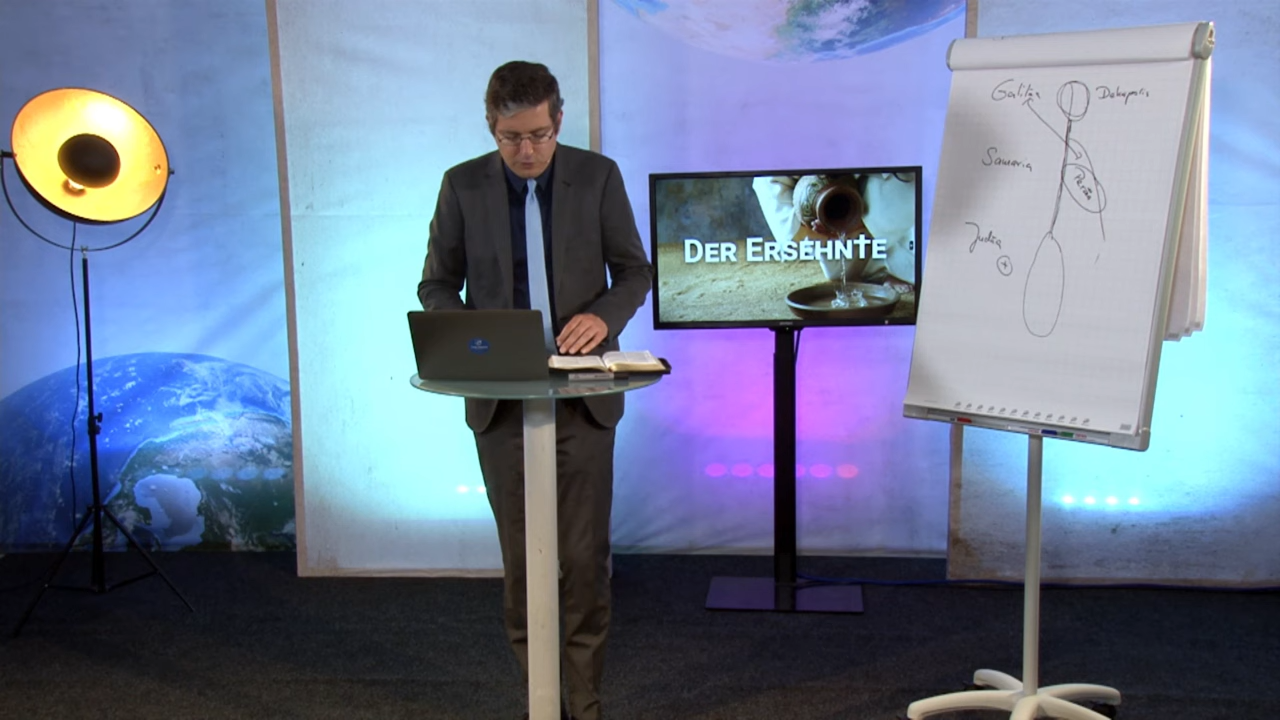 DER ERSEHNTE
Galiläa
Dekapolis
Samaria
Peräa
Judäa